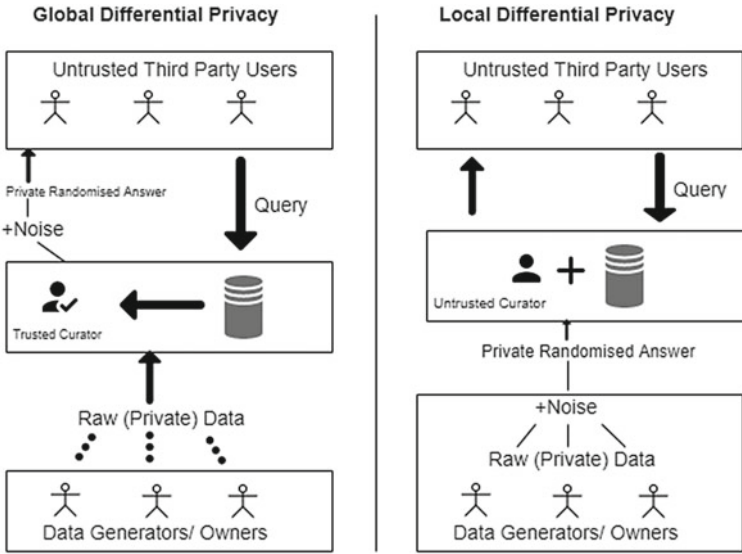 Global Differential Privacy
Untrusted Third Party Users
Private Randomised Answer
Query
+Noise
Trusted Curator
Raw (Private) Data
Data Generators/ Owners
Local Differential Privacy
Untrusted Third Party Users
Query
Untrusted Curator
Private Randomised Answer
+Noise
Raw (Private) Data
Data Generators/ Owners